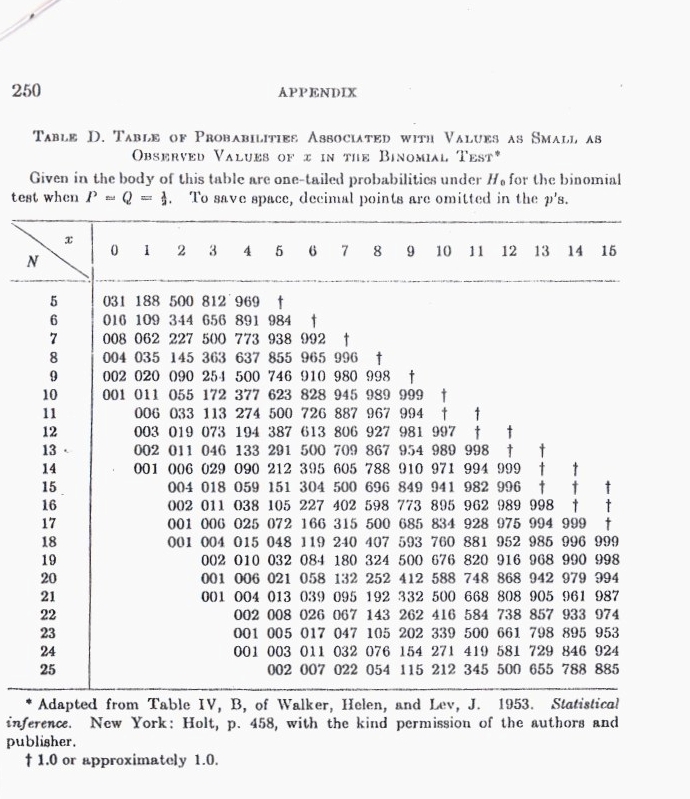 250 APPENDIX
TABLE D. TABLE OF PROBABILITIES ASSOCIATED WITH VALUES AS SMALL AS
OBSERVED VALUES OF x IN THE BINOMIAL TEST*
Given in the body of this table are one-tailed probabilities under H₀ for the binomial
test when P = Q = ½. To save space, decimal points are omitted in the p's.
N x 0 1 2 3 4 5 6 7 8 9 10 11 12 13 14 15
5 031 188 500 812 969 †
6 016 109 344 656 891 984 †
7 008 062 227 500 773 938 992 †
8 004 035 145 363 637 855 965 996 †
9 002 020 090 254 500 746 910 980 998 †
10 001 011 055 172 377 623 828 945 989 999 †
11 006 033 113 274 500 726 887 967 994 † †
12 003 019 073 194 387 613 806 927 981 997 † †
13 002 011 046 133 291 500 709 867 954 989 998 † †
14 001 006 029 090 212 395 605 788 910 971 994 999 † †
15 004 018 059 151 304 500 696 849 941 982 996 † † †
16 002 011 038 105 227 402 598 773 895 962 989 998 † †
17 001 006 025 072 166 315 500 685 834 928 975 994 999 †
18 001 004 015 048 119 240 407 593 760 881 952 985 996 999
19 002 010 032 084 180 324 500 676 820 916 968 990 998
20 001 006 021 058 132 252 412 588 748 868 942 979 994
21 001 004 013 039 095 192 332 500 668 808 905 961 987
22 002 008 026 067 143 262 416 584 738 857 933 974
23 001 005 017 047 105 202 339 500 661 798 895 953
24 001 003 011 032 076 154 271 419 581 729 846 924
25 002 007 022 054 115 212 345 500 655 788 885
* Adapted from Table IV, B, of Walker, Helen, and Lev, J. 1953. Statistical
inference. New York: Holt, p. 458, with the kind permission of the authors and
publisher.
† 1.0 or approximately 1.0.